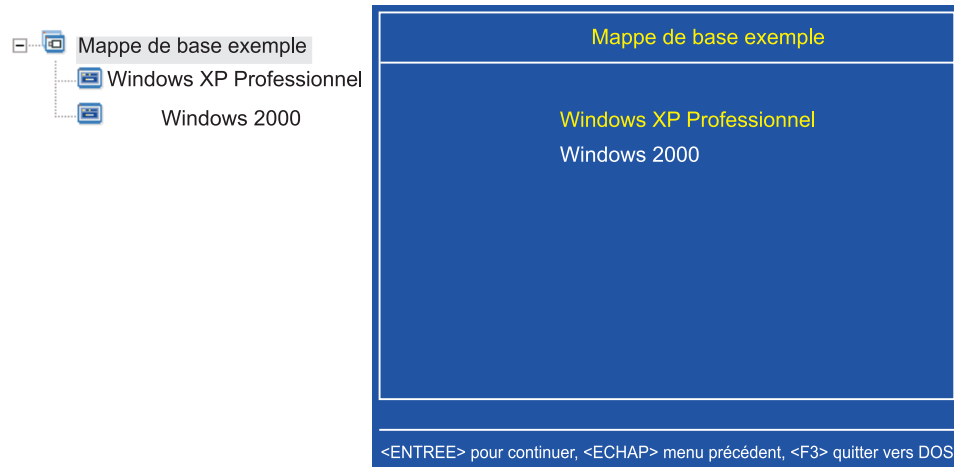 Mappe de base exemple
Windows XP Professionnel
Windows 2000
Mappe de base exemple
Windows XP Professionnel
Windows 2000
<ENTREE> pour continuer, <ECHAP> menu précédent, <F3> quitter vers DOS